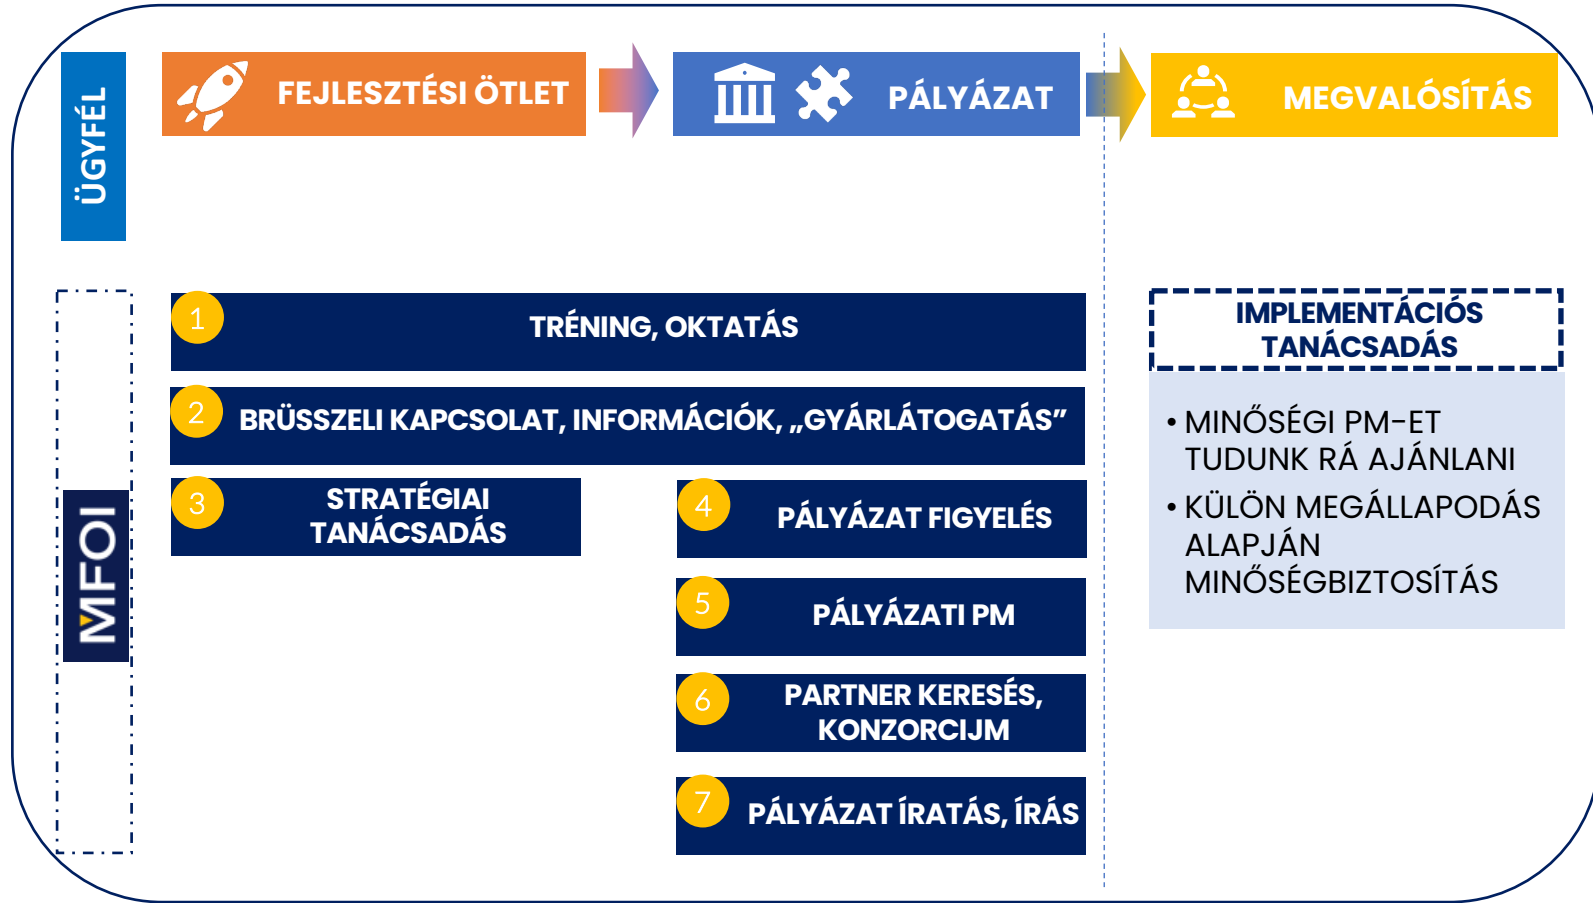 ÜGYFÉL
FEJLESZTÉSI ÖTLET
PÁLYÁZAT
MEGVALÓSÍTÁS
MFOI
1
TRÉNING, OKTATÁS
2
BRÜSSZELI KAPCSOLAT, INFORMÁCIÓK, „GYÁRLÁTOGATÁS”
3
STRATÉGIAI
TANÁCSADÁS
4
PÁLYÁZAT FIGYELÉS
5
PÁLYÁZATI PM
6
PARTNER KERESÉS,
KONZORCIJM
7
PÁLYÁZAT ÍRATÁS, ÍRÁS
IMPLEMENTÁCIÓS
TANÁCSADÁS
• MINŐSÉGI PM-ET
TUDUNK RÁ AJÁNLANI
• KÜLÖN MEGÁLLAPODÁS
ALAPJÁN
MINŐSÉGBIZTOSÍTÁS